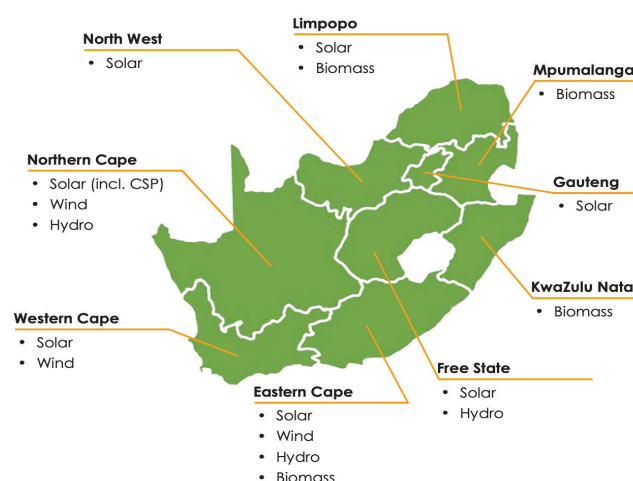 Limpopo
• Solar
• Biomass
North West
• Solar
Mpumalanga
• Biomass
Northern Cape
• Solar (incl. CSP)
• Wind
• Hydro
Gauteng
• Solar
KwaZulu Nata
• Biomass
Western Cape
• Solar
• Wind
Free State
• Solar
• Hydro
Eastern Cape
• Solar
• Wind
• Hydro
• Biomass